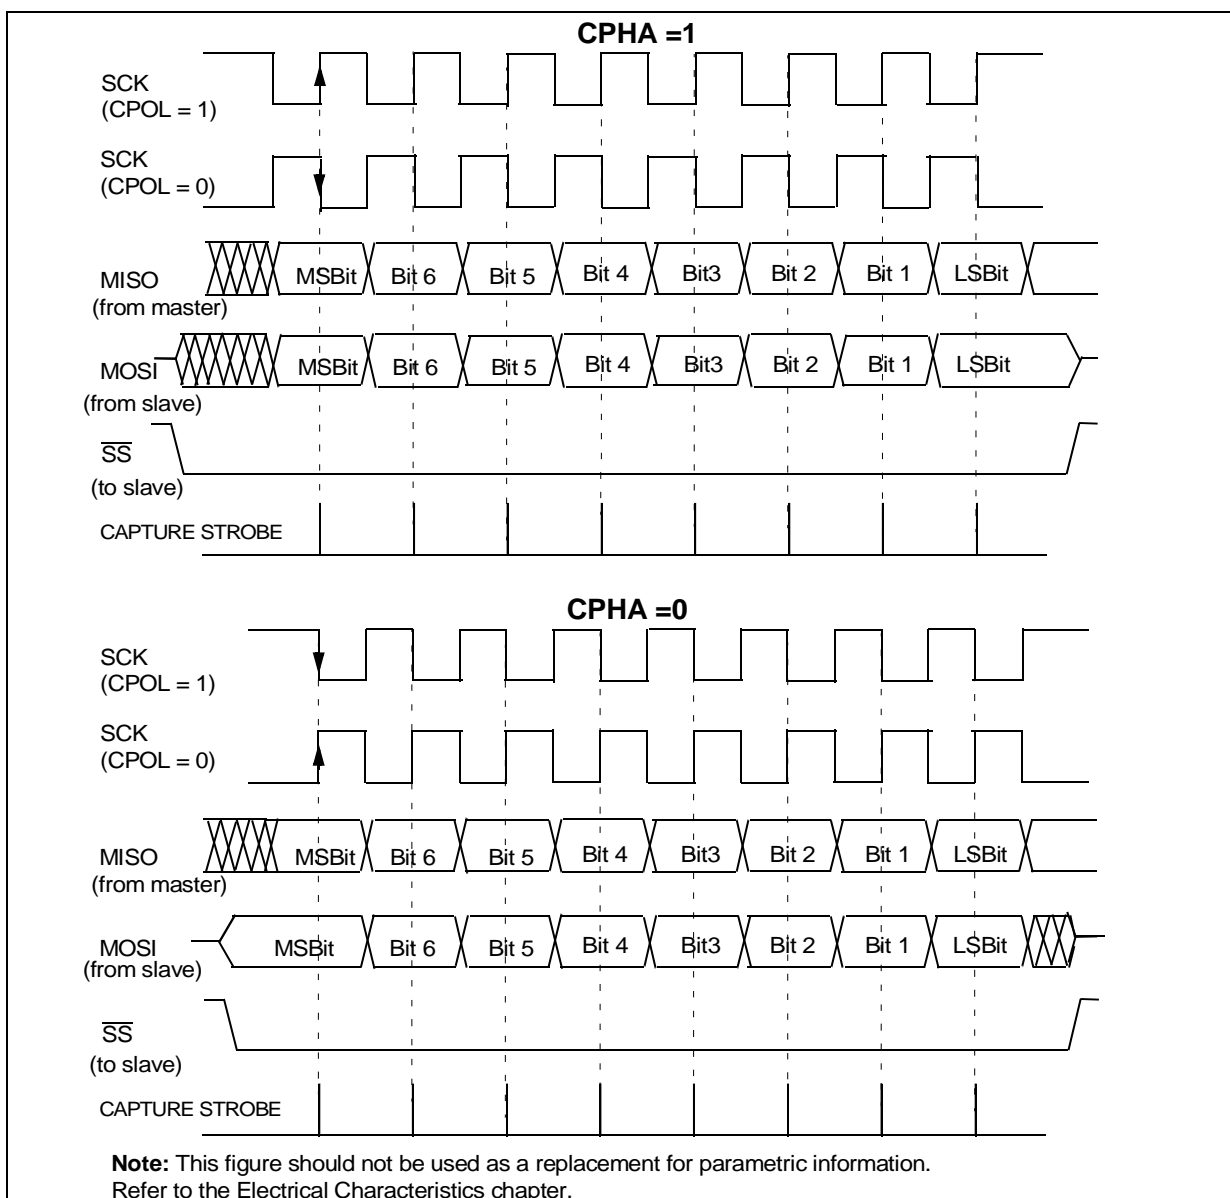 CPHA =1
SCK
(CPOL = 1)
SCK
(CPOL = 0)
MISO
(from master)
MSBit Bit 6 Bit 5 Bit 4 Bit3 Bit 2 Bit 1 LSBit
MOSI
(from slave)
MSBit Bit 6 Bit 5 Bit 4 Bit3 Bit 2 Bit 1 LSBit
SS
(to slave)
CAPTURE STROBE
CPHA =0
SCK
(CPOL = 1)
SCK
(CPOL = 0)
MISO
(from master)
MSBit Bit 6 Bit 5 Bit 4 Bit3 Bit 2 Bit 1 LSBit
MOSI
(from slave)
MSBit Bit 6 Bit 5 Bit 4 Bit3 Bit 2 Bit 1 LSBit
SS
(to slave)
CAPTURE STROBE
Note: This figure should not be used as a replacement for parametric information.
Refer to the Electrical Characteristics chapter.